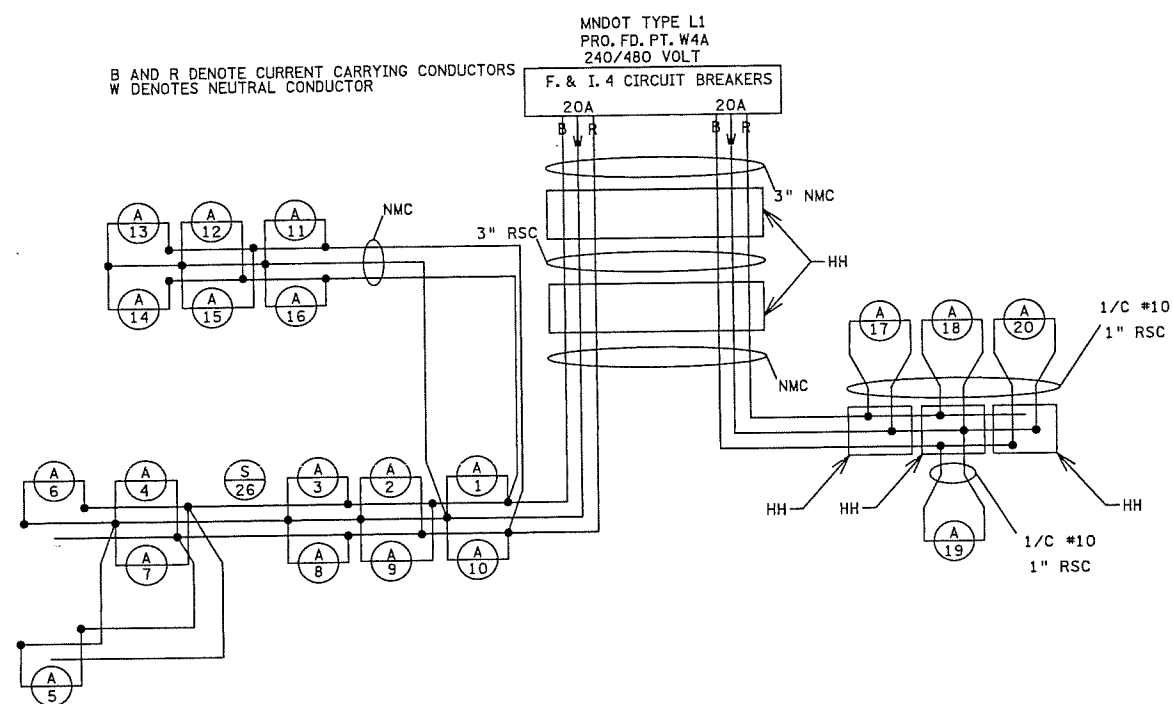 MNDOT TYPE L1
PRO. FD. PT. W4A
240/480 VOLT
B AND R DENOTE CURRENT CARRYING CONDUCTORS
W DENOTES NEUTRAL CONDUCTOR
F. & I. 4 CIRCUIT BREAKERS
20A 20A
B W R B W R
3" NMC
A 13
A 12
A 11
NMC
3" RSC
HH
A 14
A 15
A 16
A 17
A 18
A 20
1/C #10
1" RSC
NMC
A 6
A 4
S 26
A 3
A 2
A 1
HH
HH
HH
A 7
A 8
A 9
A 10
A 19
1/C #10
1" RSC
A 5